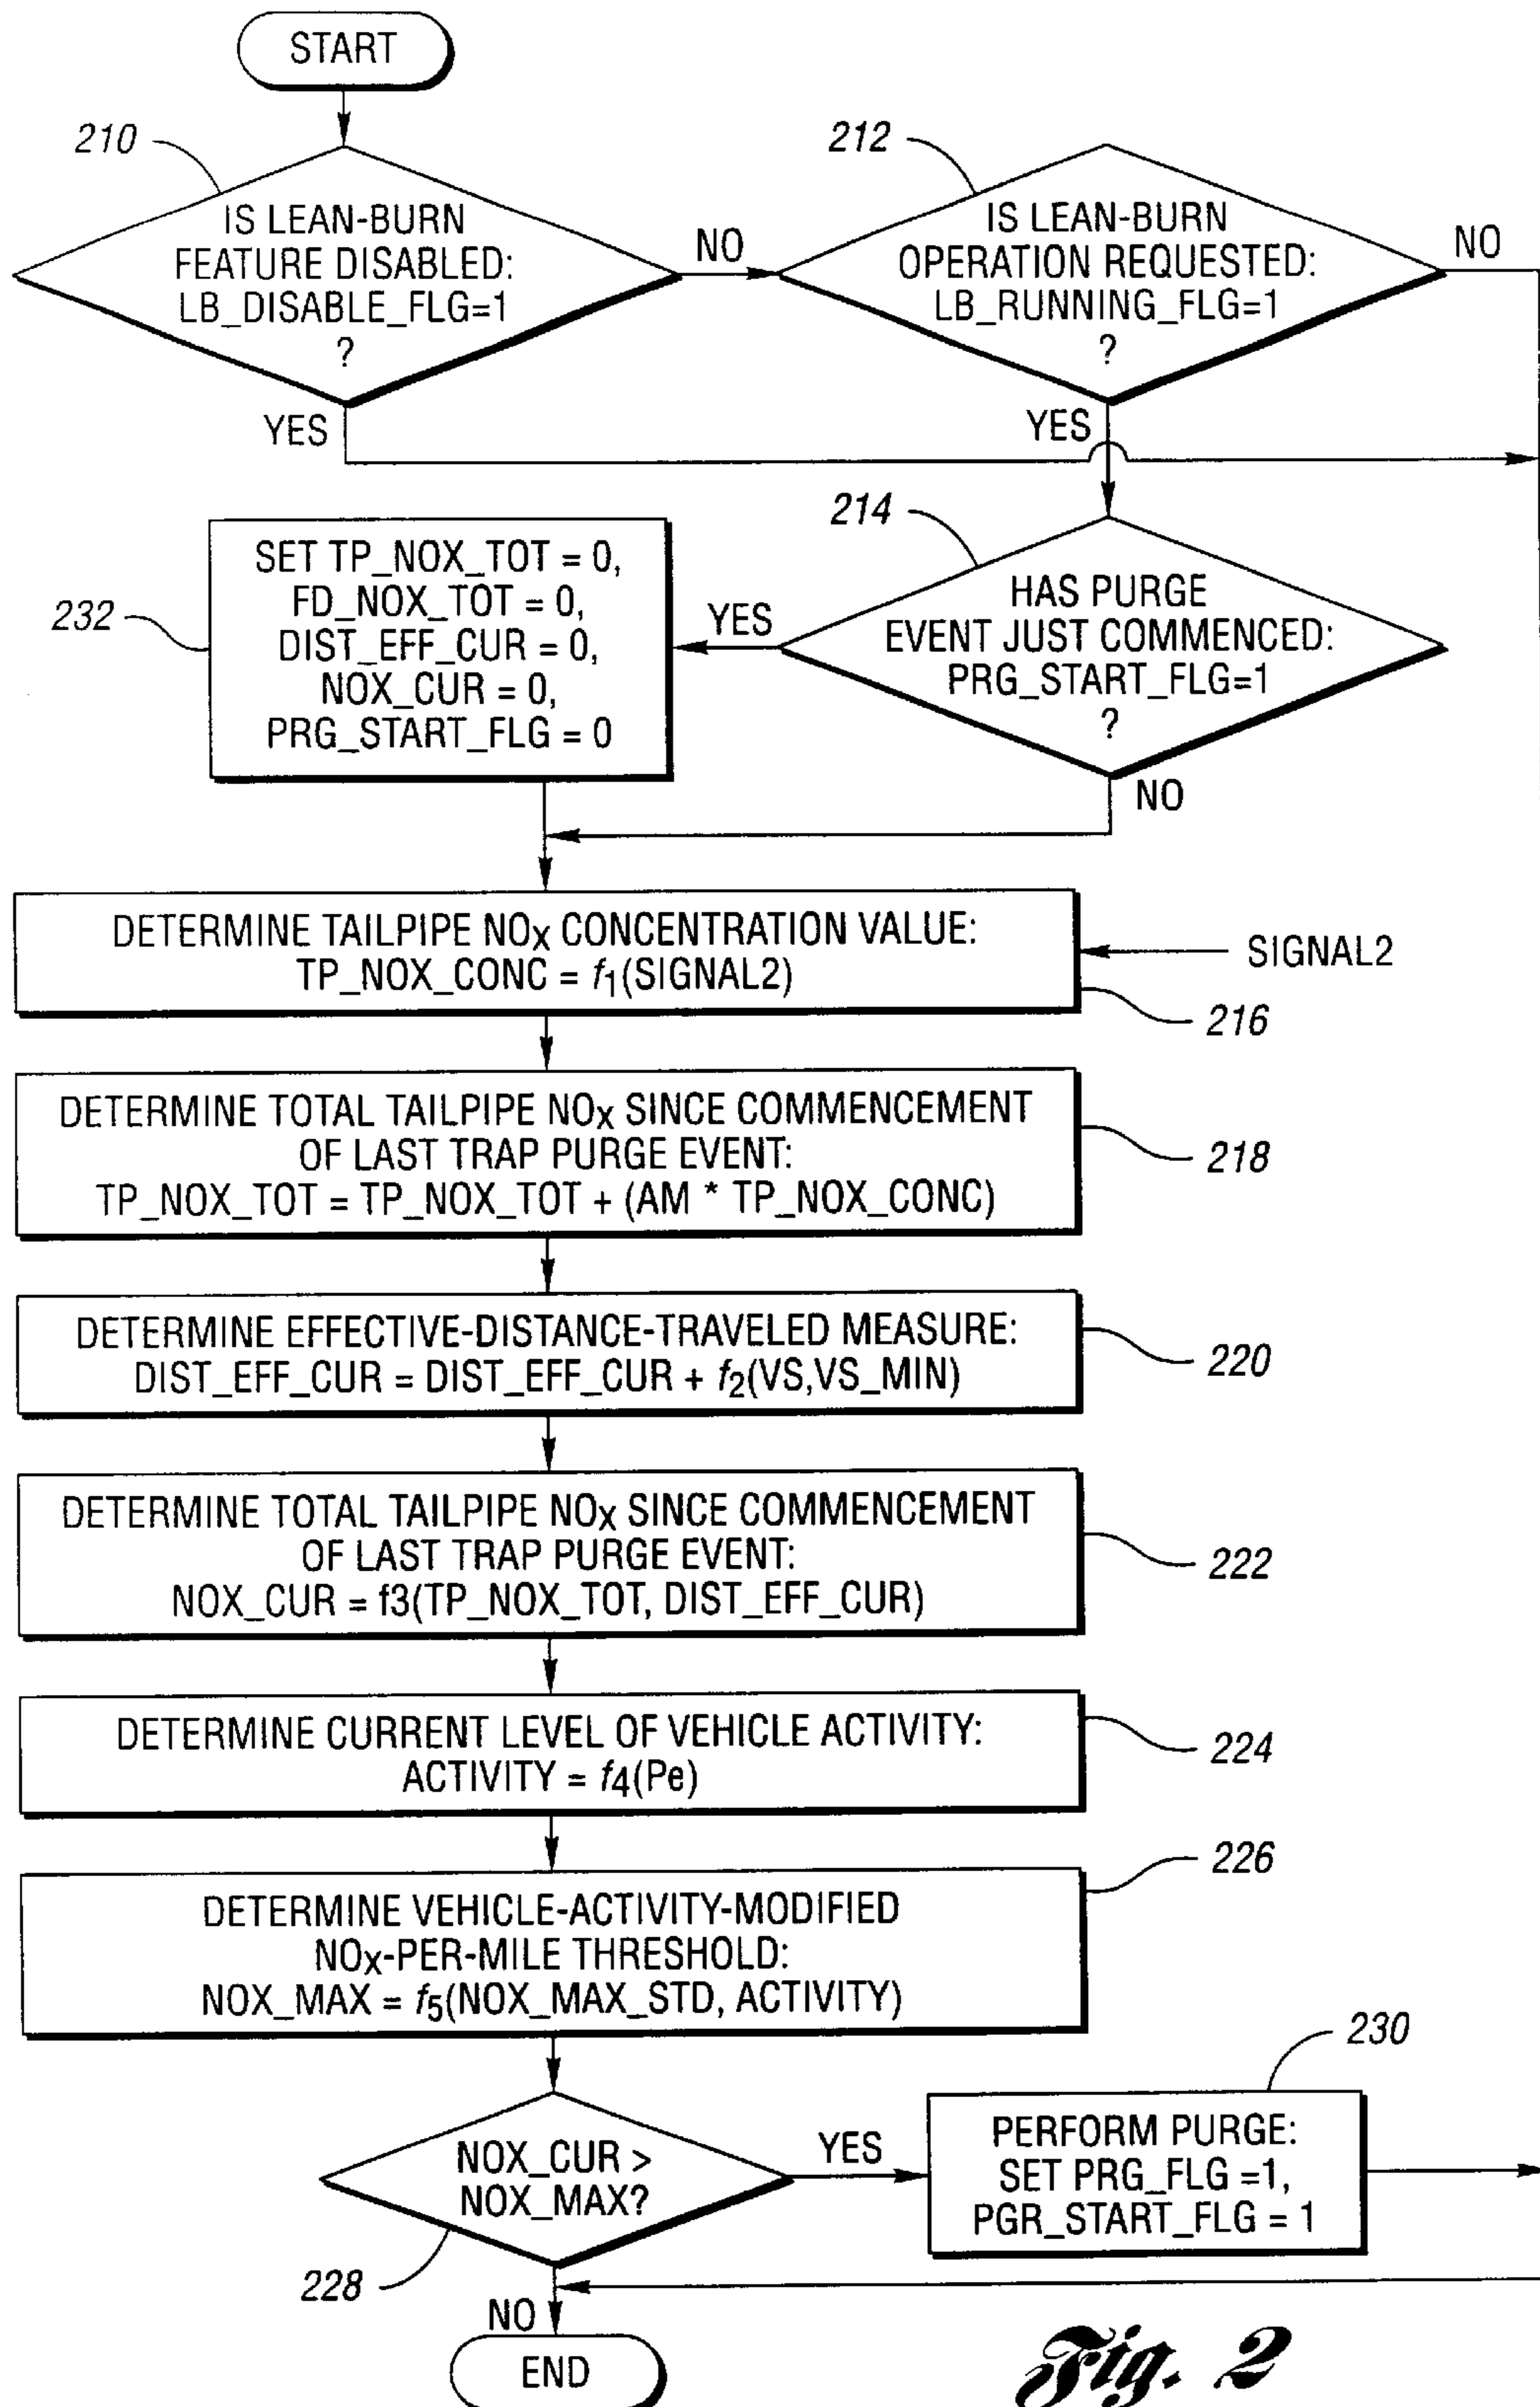 START
210
IS LEAN-BURN
FEATURE DISABLED:
LB_DISABLE_FLG=1
?
NO
YES
212
IS LEAN-BURN
OPERATION REQUESTED:
LB_RUNNING_FLG=1
?
NO
YES
214
HAS PURGE
EVENT JUST COMMENCED:
PRG_START_FLG=1
?
YES
NO
232
SET TP_NOX_TOT = 0,
FD_NOX_TOT = 0,
DIST_EFF_CUR = 0,
NOX_CUR = 0,
PRG_START_FLG = 0
DETERMINE TAILPIPE NOx CONCENTRATION VALUE:
TP_NOX_CONC = f1(SIGNAL2)
SIGNAL2
216
DETERMINE TOTAL TAILPIPE NOx SINCE COMMENCEMENT
OF LAST TRAP PURGE EVENT:
TP_NOX_TOT = TP_NOX_TOT + (AM * TP_NOX_CONC)
218
DETERMINE EFFECTIVE-DISTANCE-TRAVELED MEASURE:
DIST_EFF_CUR = DIST_EFF_CUR + f2(VS,VS_MIN)
220
DETERMINE TOTAL TAILPIPE NOx SINCE COMMENCEMENT
OF LAST TRAP PURGE EVENT:
NOX_CUR = f3(TP_NOX_TOT, DIST_EFF_CUR)
222
DETERMINE CURRENT LEVEL OF VEHICLE ACTIVITY:
ACTIVITY = f4(Pe)
224
226
DETERMINE VEHICLE-ACTIVITY-MODIFIED
NOx-PER-MILE THRESHOLD:
NOX_MAX = f5(NOX_MAX_STD, ACTIVITY)
NOX_CUR >
NOX_MAX?
228
YES
NO
230
PERFORM PURGE:
SET PRG_FLG =1,
PGR_START_FLG = 1
END
Fig. 2